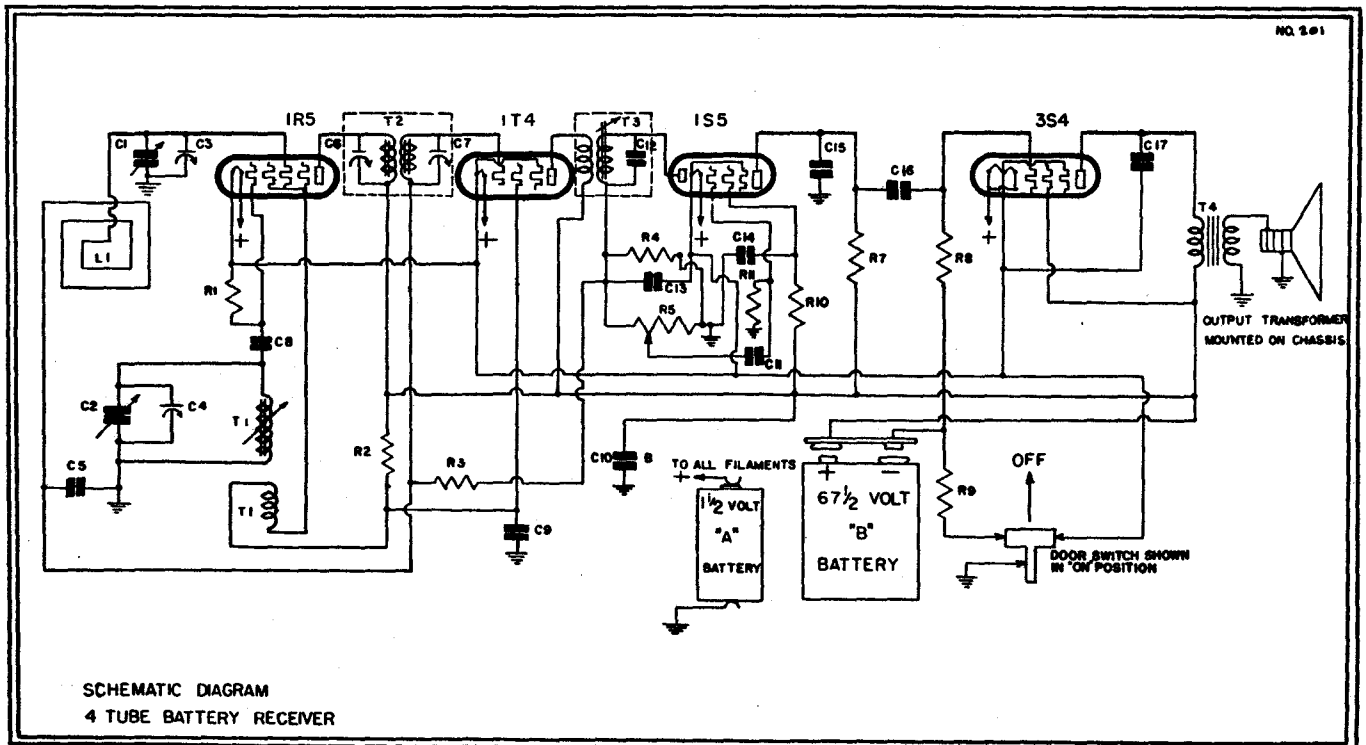 NO. 201
1R5
T2
1T4
T3
1S5
3S4
C1
C3
C6
C7
C12
C15
C16
C17
T4
L1
+
+
+
+
R4
C14
R7
R8
R1
C13
R11
R5
R10
C11
C8
OUTPUT TRANSFORMER
MOUNTED ON CHASSIS
C2
C4
T1
R2
C5
R3
C10
B
TO ALL FILAMENTS
+
1½ VOLT
"A"
BATTERY
+ −
67½ VOLT
"B"
BATTERY
R9
OFF
T1
C9
DOOR SWITCH SHOWN
IN "ON" POSITION
SCHEMATIC DIAGRAM
4 TUBE BATTERY RECEIVER